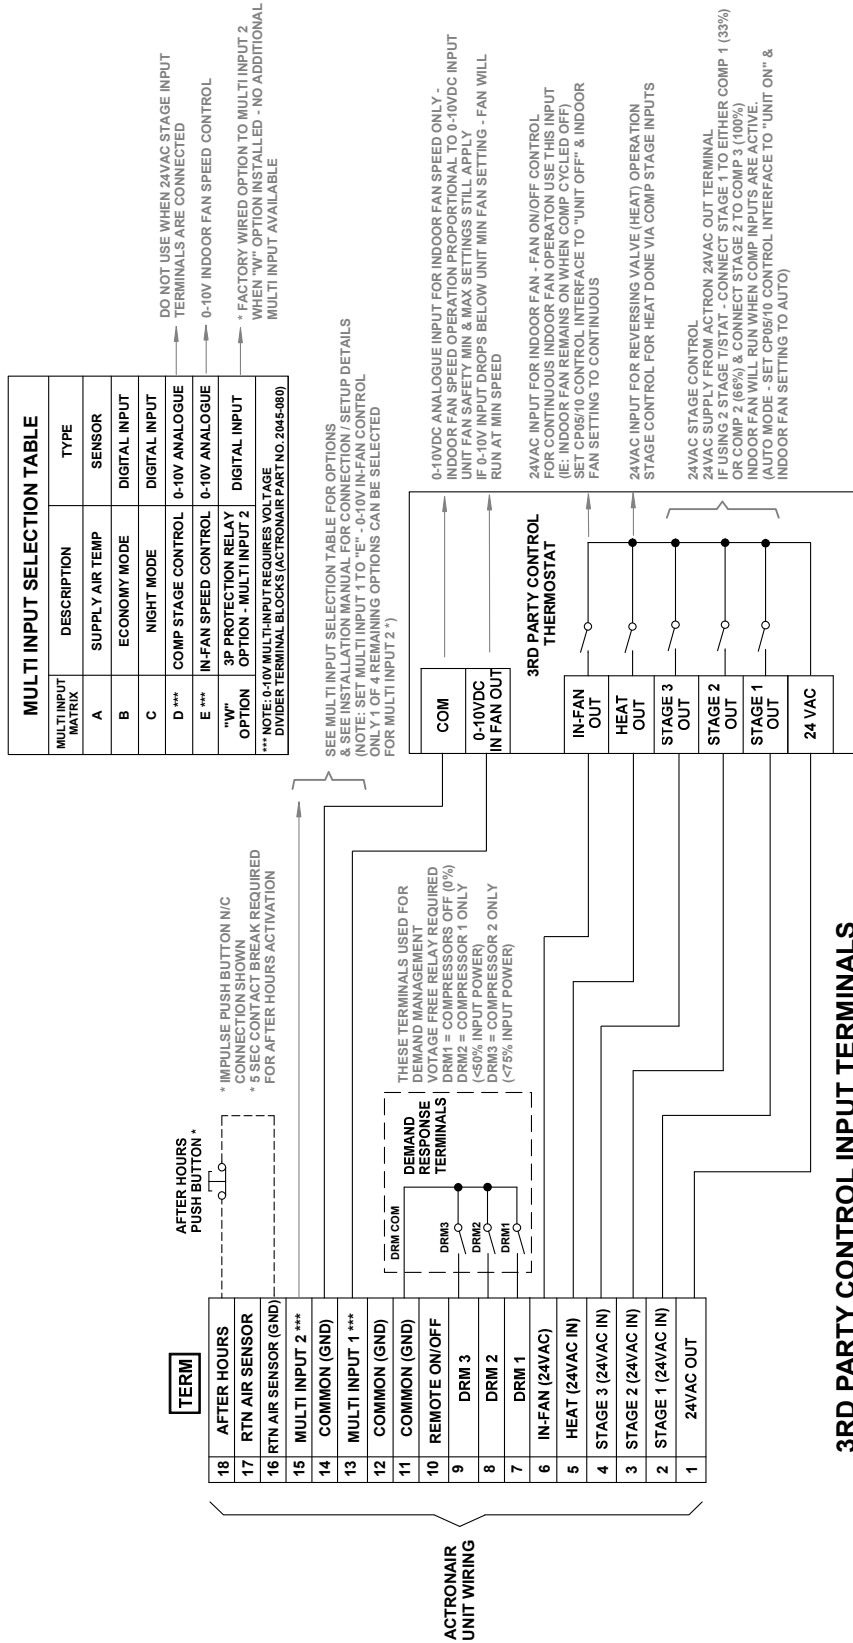 MULTI INPUT SELECTION TABLE
MULTI INPUT
MATRIX
DESCRIPTION
TYPE
A
SUPPLY AIR TEMP
SENSOR
B
ECONOMY MODE
DIGITAL INPUT
C
NIGHT MODE
DIGITAL INPUT
D ***
COMP STAGE CONTROL
0-10V ANALOGUE
E ***
IN-FAN SPEED CONTROL
0-10V ANALOGUE
"W"
OPTION
3P PROTECTION RELAY
OPTION - MULTI INPUT 2
DIGITAL INPUT
*** NOTE: 0-10V MULTI-INPUT REQUIRES VOLTAGE
DIVIDER TERMINAL BLOCKS (ACTRONAIR PART NO. 2045-080)
DO NOT USE WHEN 24VAC STAGE INPUT
TERMINALS ARE CONNECTED
0-10V INDOOR FAN SPEED CONTROL
* FACTORY WIRED OPTION TO MULTI INPUT 2
WHEN "W" OPTION INSTALLED - NO ADDITIONAL
MULTI INPUT AVAILABLE
AFTER HOURS
PUSH BUTTON *
* IMPULSE PUSH BUTTON N/C
CONNECTION SHOWN
* 5 SEC CONTACT BREAK REQUIRED
FOR AFTER HOURS ACTIVATION
SEE MULTI INPUT SELECTION TABLE FOR OPTIONS
& SEE INSTALLATION MANUAL FOR CONNECTION / SETUP DETAILS
(NOTE: SET MULTI INPUT 1 TO "E" - 0-10V IN-FAN CONTROL
ONLY 1 OF 4 REMAINING OPTIONS CAN BE SELECTED
FOR MULTI INPUT 2 *)
TERM
18
AFTER HOURS
17
RTN AIR SENSOR
16
RTN AIR SENSOR (GND)
15
MULTI INPUT 2 ***
14
COMMON (GND)
13
MULTI INPUT 1 ***
12
COMMON (GND)
11
COMMON (GND)
10
REMOTE ON/OFF
9
DRM 3
8
DRM 2
7
DRM 1
6
IN-FAN (24VAC)
5
HEAT (24VAC IN)
4
STAGE 3 (24VAC IN)
3
STAGE 2 (24VAC IN)
2
STAGE 1 (24VAC IN)
1
24VAC OUT
ACTRONAIR
UNIT WIRING
DRM COM
DEMAND
RESPONSE
TERMINALS
DRM3
DRM2
DRM1
THESE TERMINALS USED FOR
DEMAND MANAGEMENT
VOTAGE FREE RELAY REQUIRED
DRM1 = COMPRESSORS OFF (0%)
DRM2 = COMPRESSOR 1 ONLY
(<50% INPUT POWER)
DRM3 = COMPRESSOR 2 ONLY
(<75% INPUT POWER)
COM
0-10VDC
IN FAN OUT
3RD PARTY CONTROL
THERMOSTAT
IN-FAN
OUT
HEAT
OUT
STAGE 3
OUT
STAGE 2
OUT
STAGE 1
OUT
24 VAC
0-10VDC ANALOGUE INPUT FOR INDOOR FAN SPEED ONLY -
INDOOR FAN SPEED OPERATION PROPORTIONAL TO 0-10VDC INPUT
UNIT FAN SAFETY MIN & MAX SETTINGS STILL APPLY
IF 0-10V INPUT DROPS BELOW UNIT MIN FAN SETTING - FAN WILL
RUN AT MIN SPEED
24VAC INPUT FOR INDOOR FAN - FAN ON/OFF CONTROL
FOR CONTINUOUS INDOOR FAN OPERATON USE THIS INPUT
(IE: INDOOR FAN REMAINS ON WHEN COMP CYCLED OFF)
SET CP05/10 CONTROL INTERFACE TO "UNIT OFF" & INDOOR
FAN SETTING TO CONTINUOUS
24VAC INPUT FOR REVERSING VALVE (HEAT) OPERATION
STAGE CONTROL FOR HEAT DONE VIA COMP STAGE INPUTS
24VAC STAGE CONTROL
24VAC SUPPLY FROM ACTRON 24VAC OUT TERMINAL
IF USING 2 STAGE T/STAT - CONNECT STAGE 1 TO EITHER COMP 1 (33%)
OR COMP 2 (66%) & CONNECT STAGE 2 TO COMP 3 (100%)
INDOOR FAN WILL RUN WHEN COMP INPUTS ARE ACTIVE.
(AUTO MODE - SET CP05/10 CONTROL INTERFACE TO "UNIT ON" &
INDOOR FAN SETTING TO AUTO)
3RD PARTY CONTROL INPUT TERMINALS